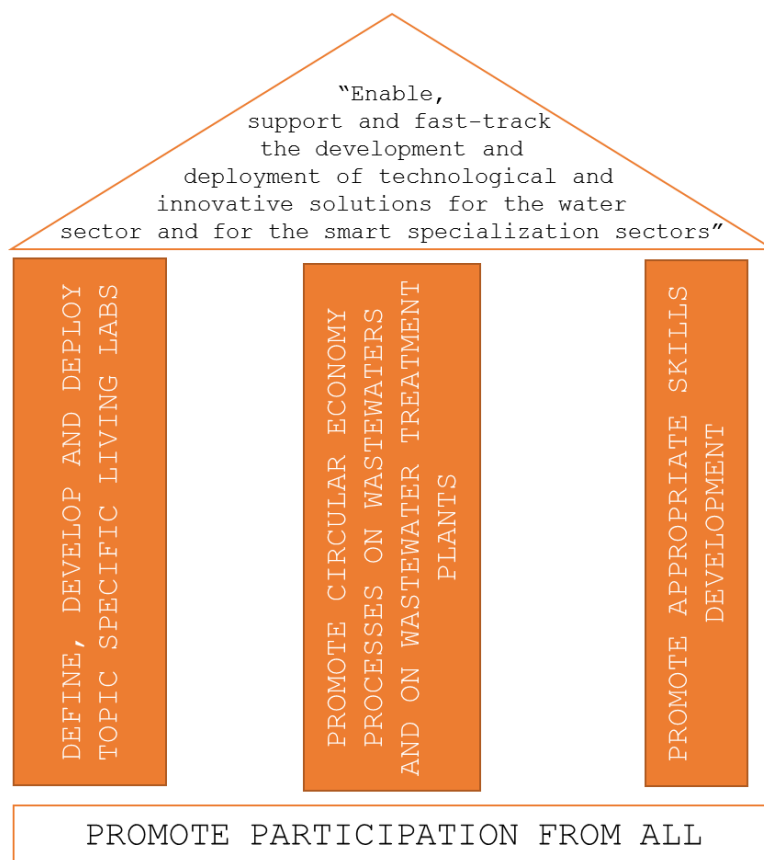 “Enable,
support and fast-track
the development and
deployment of technological and
innovative solutions for the water
sector and for the smart specialization sectors”
DEFINE, DEVELOP AND DEPLOY
TOPIC SPECIFIC LIVING LABS
PROMOTE CIRCULAR ECONOMY
PROCESSES ON WASTEWATERS
AND ON WASTEWATER TREATMENT
PLANTS
PROMOTE APPROPRIATE SKILLS
DEVELOPMENT
PROMOTE PARTICIPATION FROM ALL